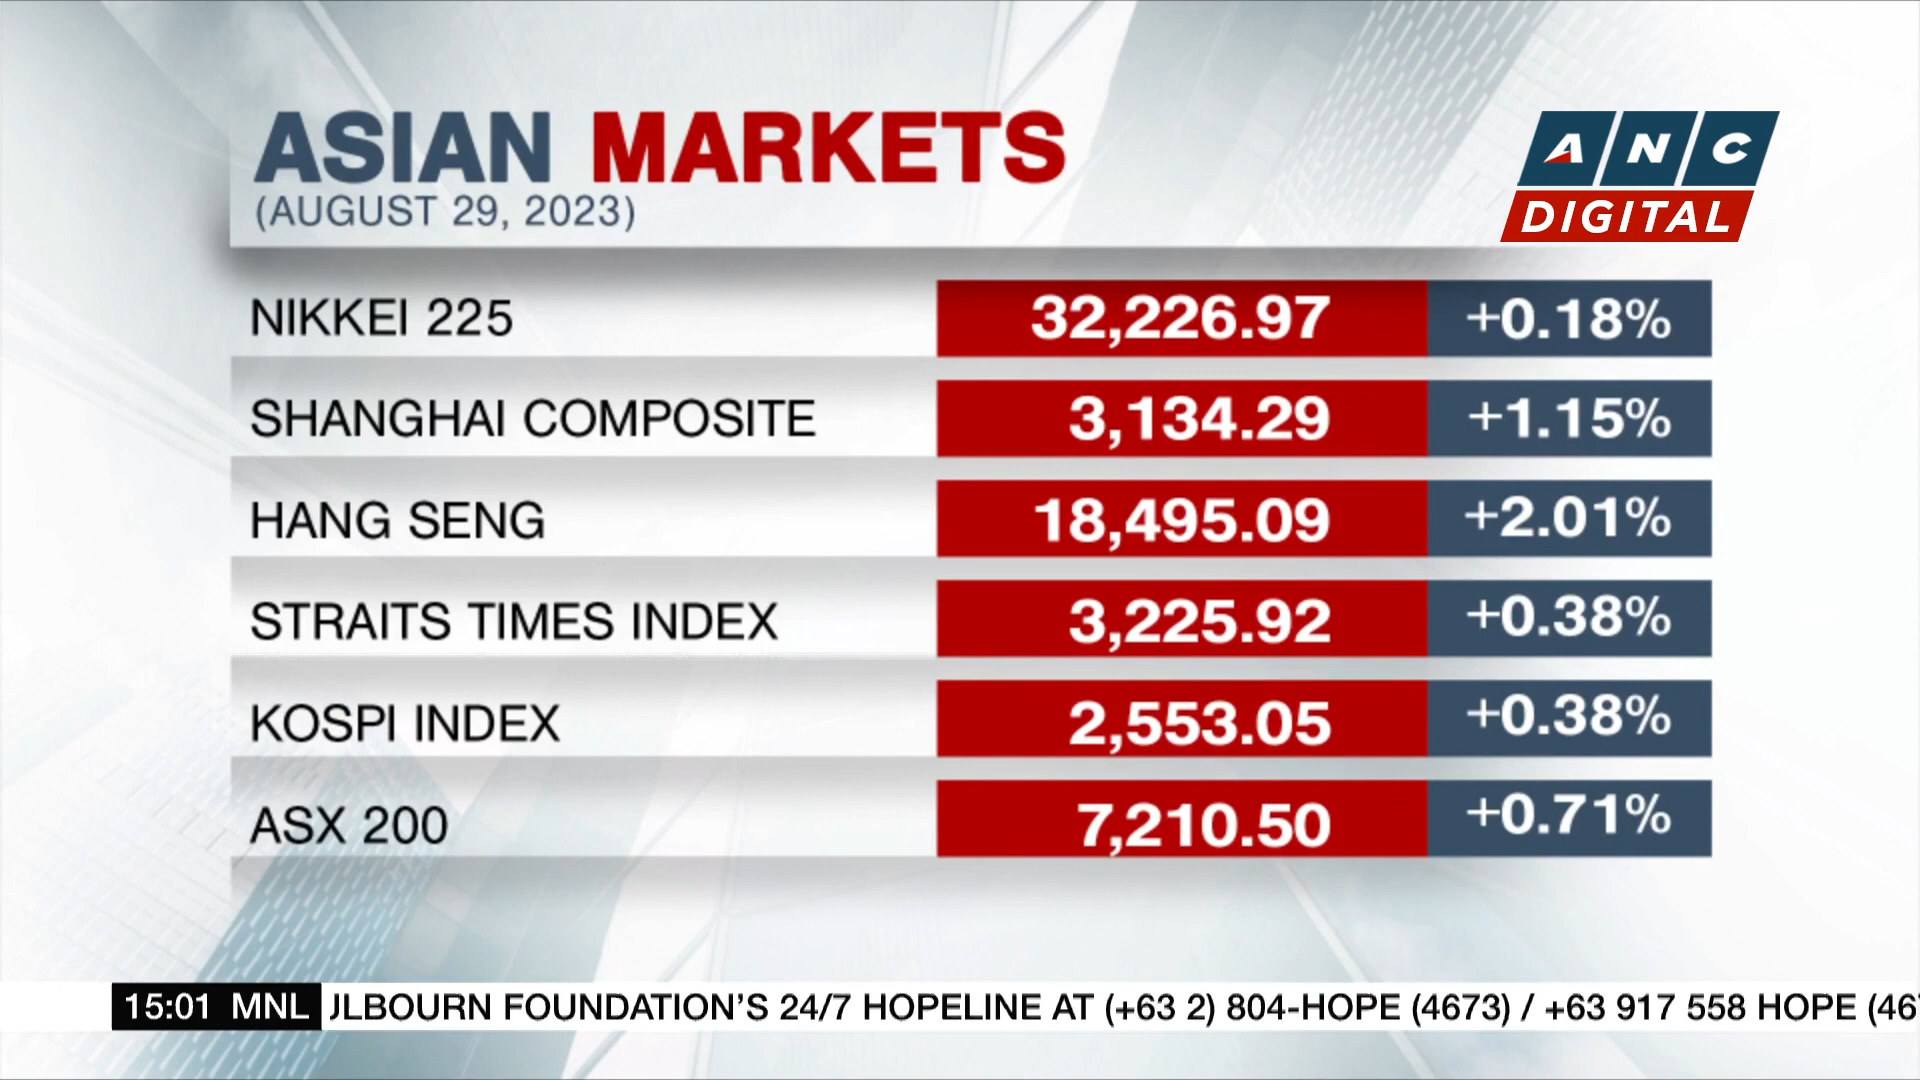 ASIAN MARKETS
(AUGUST 29, 2023)
ANC
DIGITAL
NIKKEI 225 32,226.97 +0.18%
SHANGHAI COMPOSITE 3,134.29 +1.15%
HANG SENG 18,495.09 +2.01%
STRAITS TIMES INDEX 3,225.92 +0.38%
KOSPI INDEX 2,553.05 +0.38%
ASX 200 7,210.50 +0.71%
15:01 MNL FOUNDATION'S 24/7 HOPELINE AT (+63 2) 804-HOPE (4673) / +63 917 558 HOPE